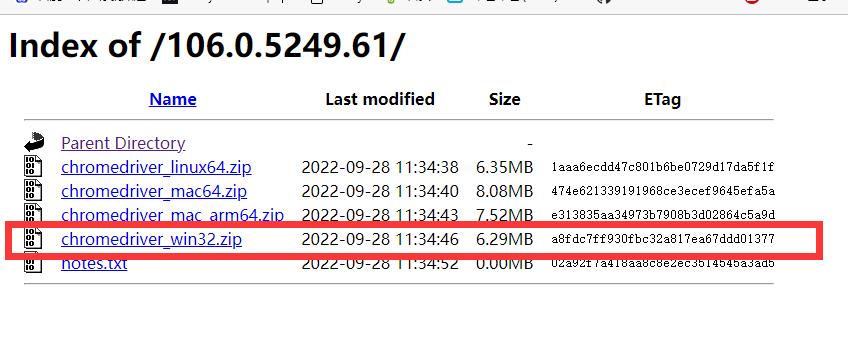 Index of /106.0.5249.61/
Name Last modified Size ETag
Parent Directory -
chromedriver_linux64.zip 2022-09-28 11:34:38 6.35MB 1aaa6ecdd47c801b6be0729d17da5f1f
chromedriver_mac64.zip 2022-09-28 11:34:40 8.08MB 474e621339191968ce3ecef9645efa5a
chromedriver_mac_arm64.zip 2022-09-28 11:34:43 7.52MB e313835aa34973b7908b3d02864c5a9d
chromedriver_win32.zip 2022-09-28 11:34:46 6.29MB a8fdc7ff930fbc32a817ea67ddd01377
notes.txt 2022-09-28 11:34:52 0.00MB 02a92f7a418aa8c8e2ec3514545a3ad5